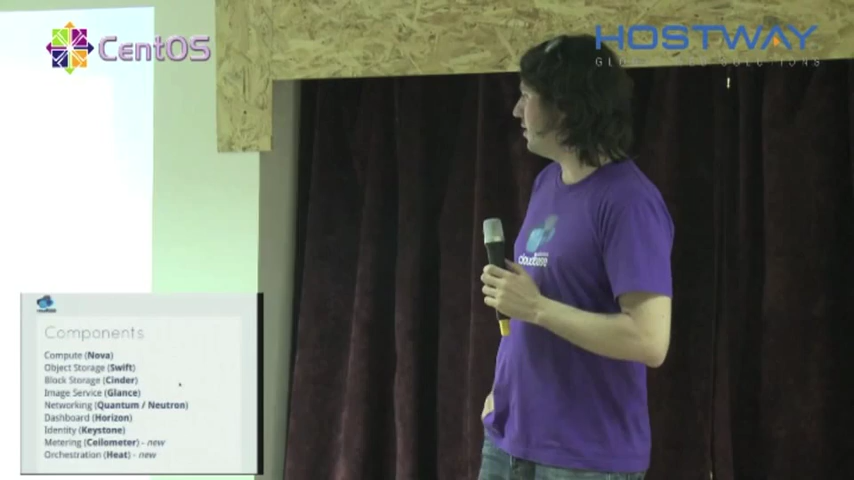 CentOS
HOSTWAY
cloudbase
Components
Compute (Nova)
Object Storage (Swift)
Block Storage (Cinder)
Image Service (Glance)
Networking (Quantum / Neutron)
Dashboard (Horizon)
Identity (Keystone)
Metering (Ceilometer) - new
Orchestration (Heat) - new